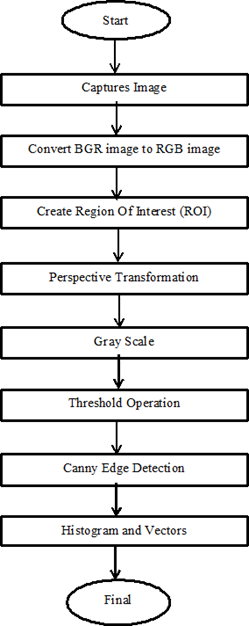 Start
Captures Image
Convert BGR image to RGB image
Create Region Of Interest (ROI)
Perspective Transformation
Gray Scale
Threshold Operation
Canny Edge Detection
Histogram and Vectors
Final